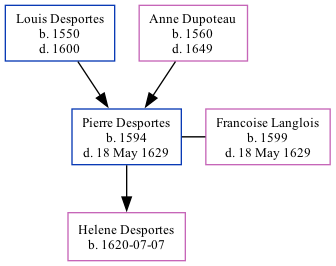 Louis Desportes
b. 1550
d. 1600
Anne Dupoteau
b. 1560
d. 1649
Pierre Desportes
b. 1594
d. 18 May 1629
Francoise Langlois
b. 1599
d. 18 May 1629
Helene Desportes
b. 1620-07-07